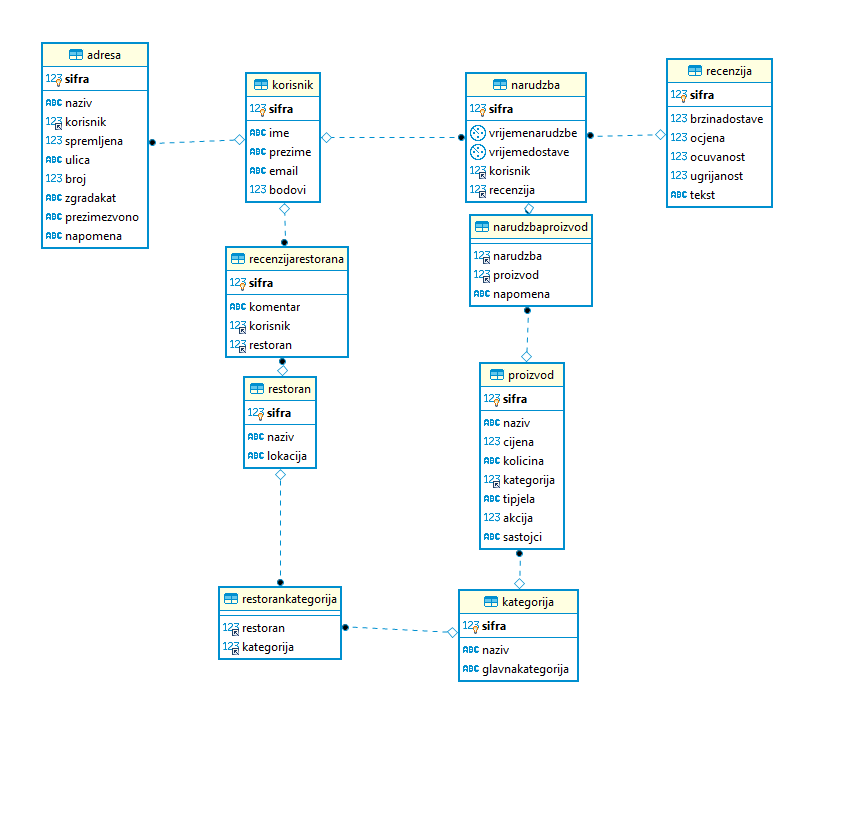 adresa
123 sifra
ABC naziv
123 korisnik
123 spremljena
ABC ulica
123 broj
ABC zgradakat
ABC prezimezvono
ABC napomena
korisnik
123 sifra
ABC ime
ABC prezime
ABC email
123 bodovi
narudzba
123 sifra
vrijemenarudzbe
vrijemedostave
123 korisnik
123 recenzija
recenzija
123 sifra
123 brzinadostave
123 ocjena
123 ocuvanost
123 ugrijanost
ABC tekst
recenzijarestorana
123 sifra
ABC komentar
123 korisnik
123 restoran
narudzbaproizvod
123 narudzba
123 proizvod
ABC napomena
restoran
123 sifra
ABC naziv
ABC lokacija
proizvod
123 sifra
ABC naziv
123 cijena
ABC kolicina
123 kategorija
ABC tipjela
123 akcija
ABC sastojci
restorankategorija
123 restoran
123 kategorija
kategorija
123 sifra
ABC naziv
ABC glavnakategorija